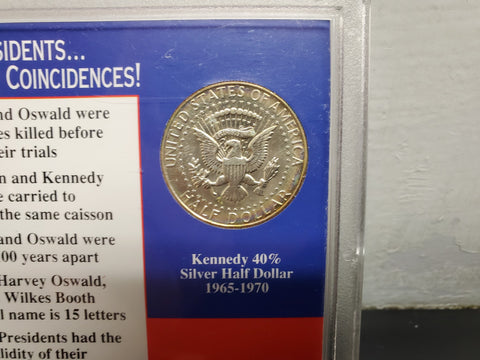 SIDENTS...
COINCIDENCES!
nd Oswald were
es killed before
eir trials
n and Kennedy
e carried to
the same caisson
and Oswald were
00 years apart
Harvey Oswald,
Wilkes Booth
l name is 15 letters
Presidents had the
lidity of their
UNITED STATES OF AMERICA
HALF DOLLAR
Kennedy 40%
Silver Half Dollar
1965-1970